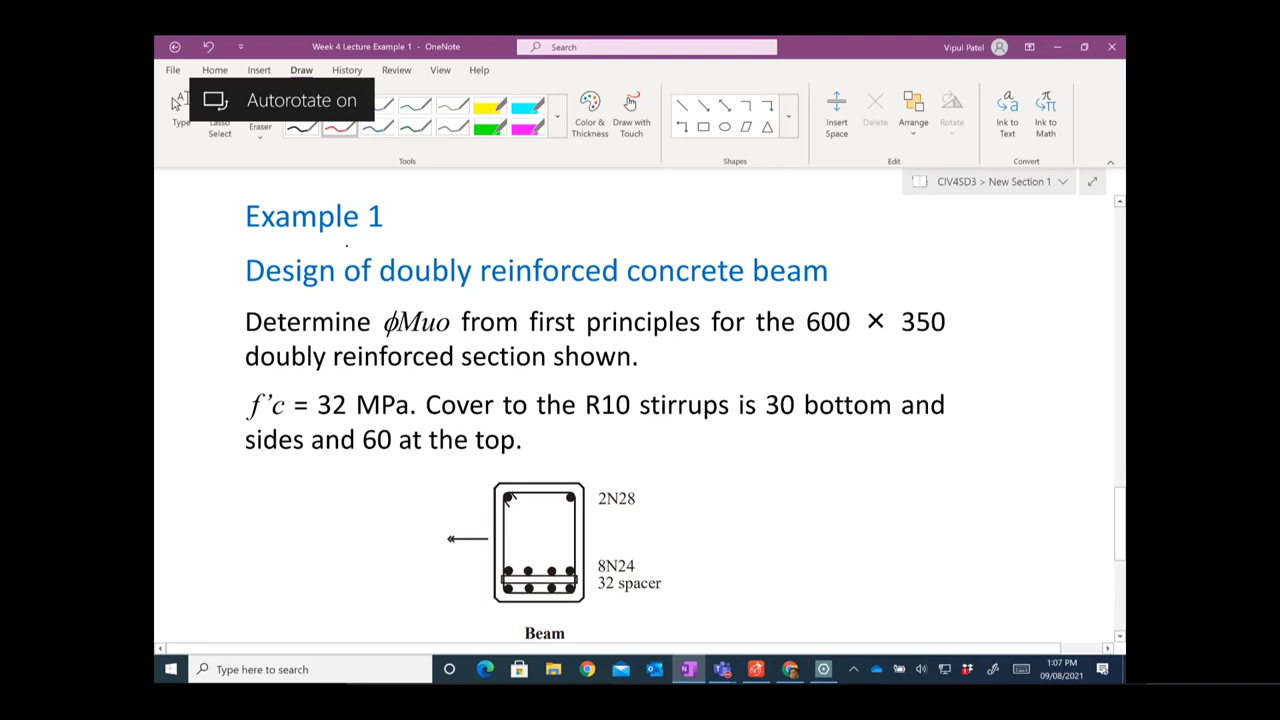 Week 4 Lecture Example 1 - OneNote
Search
Vipul Patel
File Home Insert Draw History Review View Help
Autorotate on
Type
Lasso Select
Eraser
Color & Thickness
Draw with Touch
Insert Space
Delete
Arrange
Rotate
Ink to Text
Ink to Math
Tools
Shapes
Edit
Convert
CIV4SD3 > New Section 1
Example 1
Design of doubly reinforced concrete beam
Determine ϕMuo from first principles for the 600 × 350
doubly reinforced section shown.
f’c = 32 MPa. Cover to the R10 stirrups is 30 bottom and
sides and 60 at the top.
2N28
8N24
32 spacer
Beam
Type here to search
1:07 PM
09/08/2021